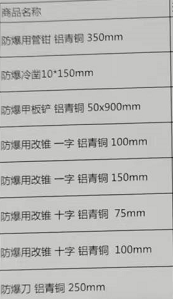 商品名称
防爆用管钳 铝青铜 350mm
防爆冷凿10*150mm
防爆甲板铲 铝青铜 50x900mm
防爆用改锥 一字 铝青铜 100mm
防爆用改锥 一字 铝青铜 150mm
防爆用改锥 十字 铝青铜 75mm
防爆用改锥 十字 铝青铜 100mm
防爆刀 铝青铜 250mm